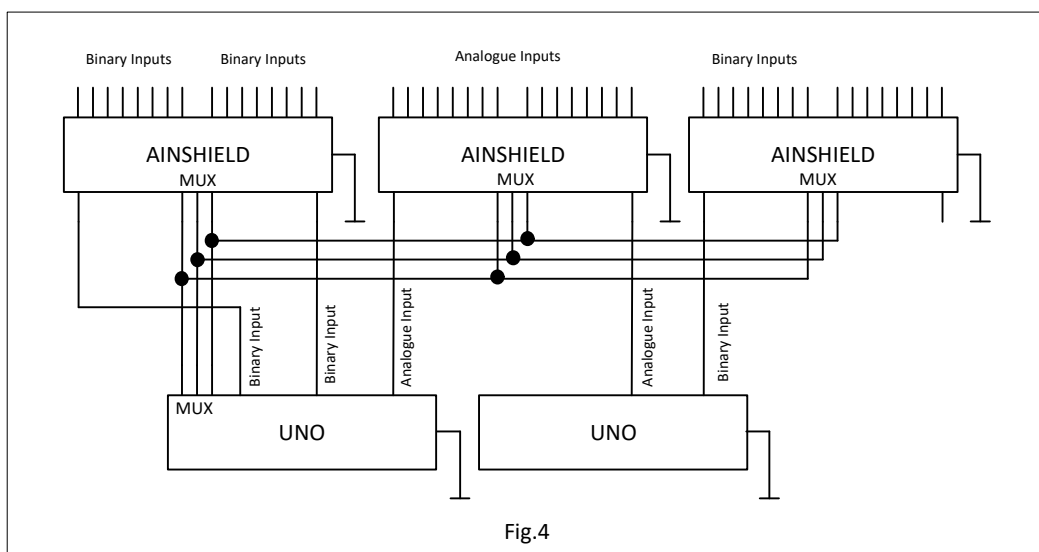 Binary Inputs
Binary Inputs
Analogue Inputs
Binary Inputs
AINSHIELD
MUX
AINSHIELD
MUX
AINSHIELD
MUX
Binary Input
Binary Input
Analogue Input
Analogue Input
Binary Input
MUX
UNO
UNO
Fig.4